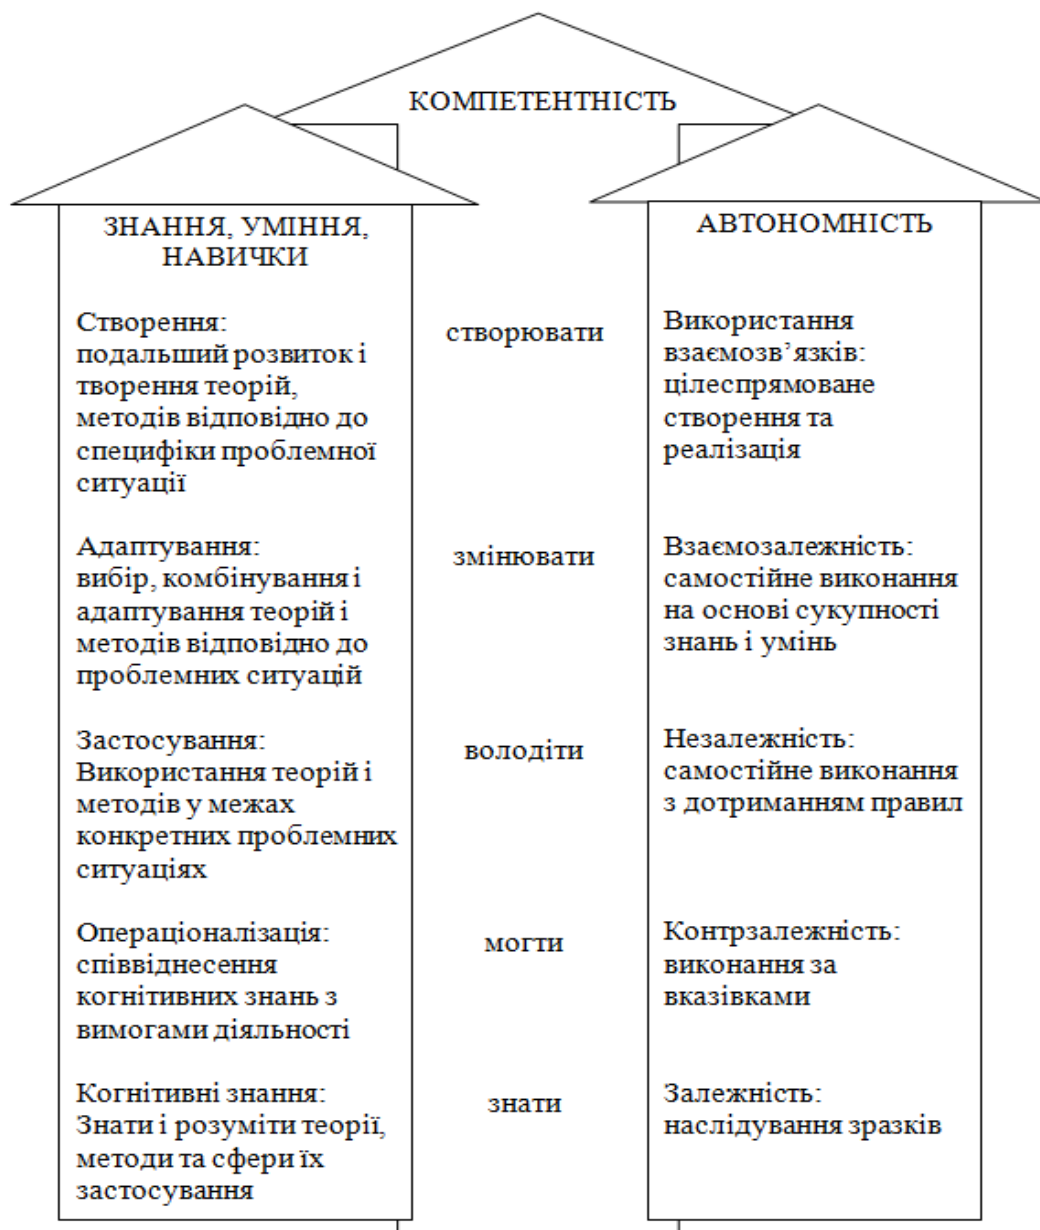 КОМПЕТЕНТНІСТЬ
ЗНАННЯ, УМІННЯ,
НАВИЧКИ
Створення:
подальший розвиток і
творення теорій,
методів відповідно до
специфіки проблемної
ситуації
Адаптування:
вибір, комбінування і
адаптування теорій і
методів відповідно до
проблемних ситуацій
Застосування:
Використання теорій і
методів у межах
конкретних проблемних
ситуаціях
Операціоналізація:
співвіднесення
когнітивних знань з
вимогами діяльності
Когнітивні знання:
Знати і розуміти теорії,
методи та сфери їх
застосування
створювати
змінювати
володіти
могти
знати
АВТОНОМНІСТЬ
Використання
взаємозв’язків:
цілеспрямоване
створення та
реалізація
Взаємозалежність:
самостійне виконання
на основі сукупності
знань і умінь
Незалежність:
самостійне виконання
з дотриманням правил
Контрзалежність:
виконання за
вказівками
Залежність:
наслідування зразків